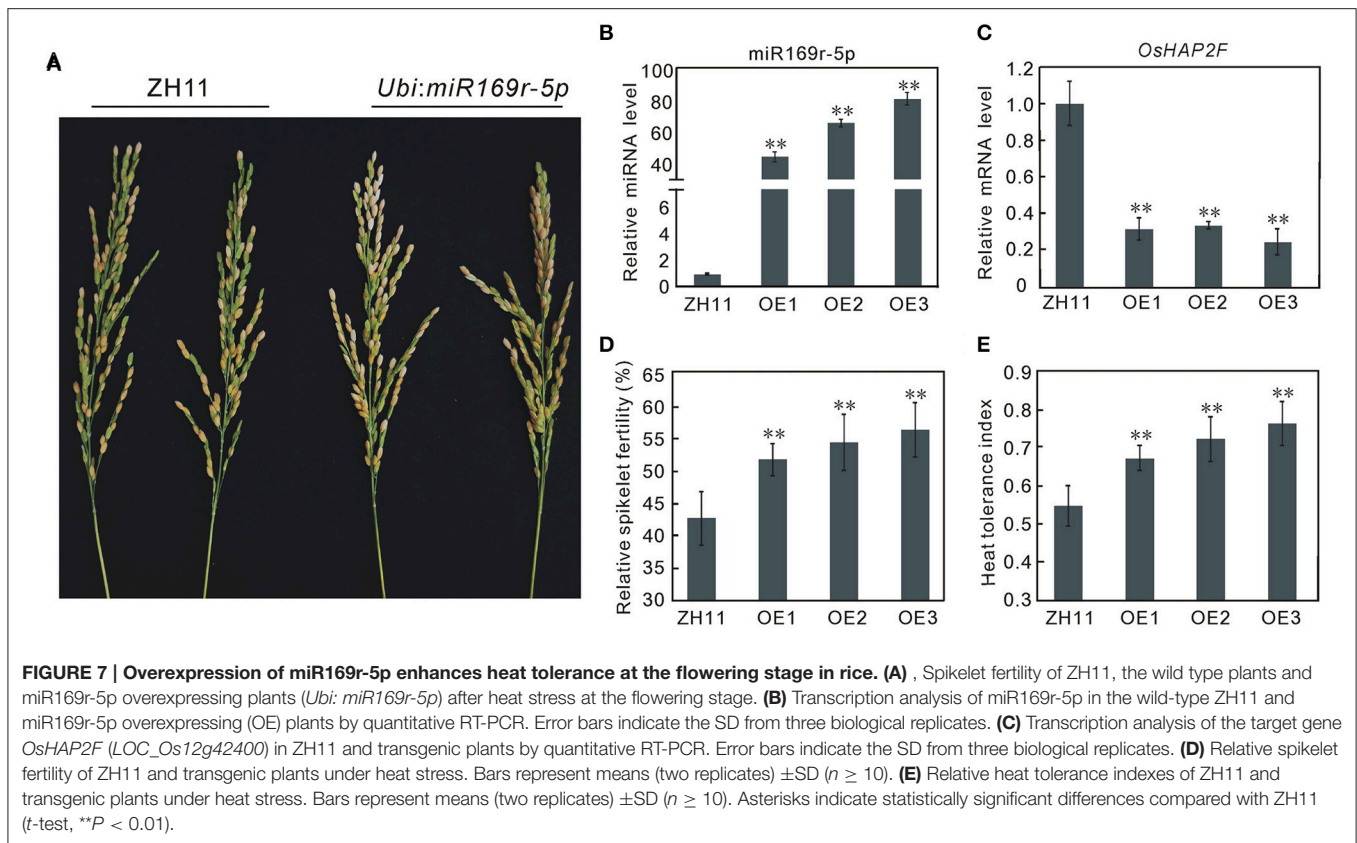 A
ZH11
Ubi:miR169r-5p
B
miR169r-5p
Relative miRNA level
100
80
60
40
6
4
2
0
**
**
**
ZH11
OE1
OE2
OE3
C
OsHAP2F
Relative mRNA level
1.2
1.0
0.8
0.6
0.4
0.2
0
**
**
**
ZH11
OE1
OE2
OE3
D
Relative spikelet fertility (%)
65
60
55
50
45
40
35
30
**
**
**
ZH11
OE1
OE2
OE3
E
Heat tolerance index
0.9
0.8
0.7
0.6
0.5
0.4
0.3
**
**
**
ZH11
OE1
OE2
OE3
FIGURE 7 | Overexpression of miR169r-5p enhances heat tolerance at the flowering stage in rice. (A) , Spikelet fertility of ZH11, the wild type plants and
miR169r-5p overexpressing plants (Ubi: miR169r-5p) after heat stress at the flowering stage. (B) Transcription analysis of miR169r-5p in the wild-type ZH11 and
miR169r-5p overexpressing (OE) plants by quantitative RT-PCR. Error bars indicate the SD from three biological replicates. (C) Transcription analysis of the target gene
OsHAP2F (LOC_Os12g42400) in ZH11 and transgenic plants by quantitative RT-PCR. Error bars indicate the SD from three biological replicates. (D) Relative spikelet
fertility of ZH11 and transgenic plants under heat stress. Bars represent means (two replicates) ±SD (n ≥ 10). (E) Relative heat tolerance indexes of ZH11 and
transgenic plants under heat stress. Bars represent means (two replicates) ±SD (n ≥ 10). Asterisks indicate statistically significant differences compared with ZH11
(t-test, **P < 0.01).